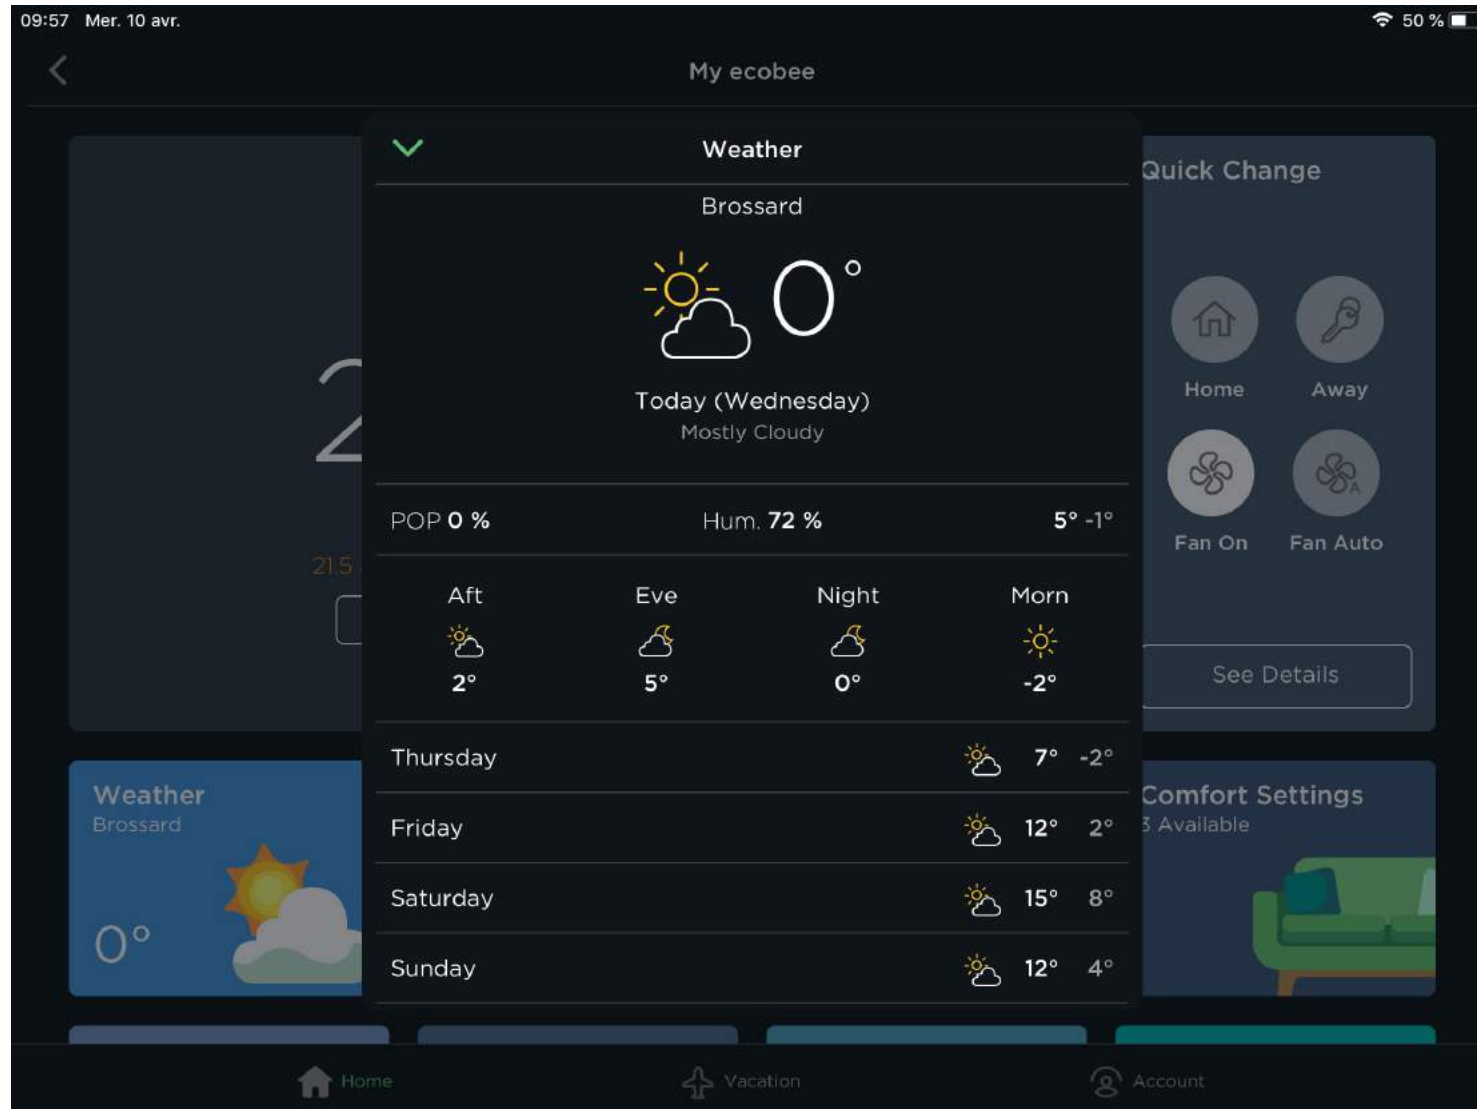 09:57 Mer. 10 avr. 50 %
My ecobee
Weather
Brossard
0°
Today (Wednesday)
Mostly Cloudy
POP 0 % Hum. 72 % 5° -1°
Aft Eve Night Morn
2° 5° 0° -2°
Thursday 7° -2°
Friday 12° 2°
Saturday 15° 8°
Sunday 12° 4°
21.5
Quick Change
Home Away
Fan On Fan Auto
See Details
Weather
Brossard
0°
Comfort Settings
3 Available
Home Vacation Account